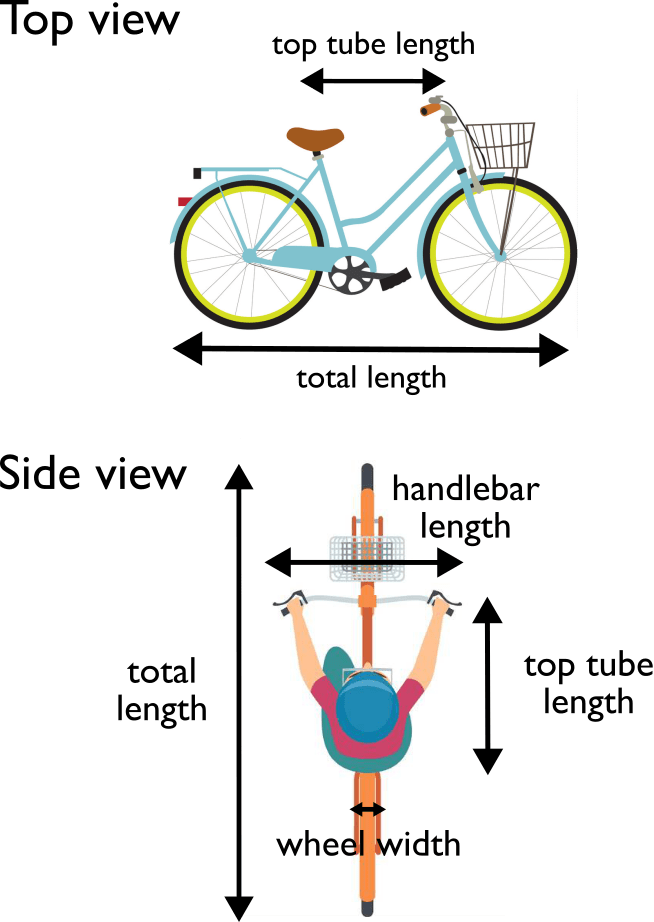 Top view
top tube length
total length
Side view
handlebar
length
total
length
top tube
length
wheel width